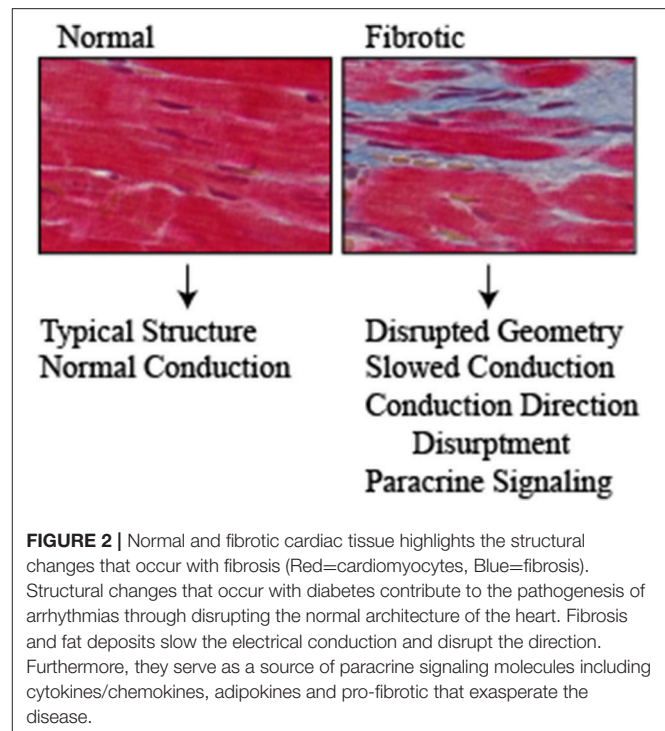 Normal
Fibrotic
Typical Structure
Normal Conduction
Disrupted Geometry
Slowed Conduction
Conduction Direction
Disurptment
Paracrine Signaling
FIGURE 2 | Normal and fibrotic cardiac tissue highlights the structural
changes that occur with fibrosis (Red=cardiomyocytes, Blue=fibrosis).
Structural changes that occur with diabetes contribute to the pathogenesis of
arrhythmias through disrupting the normal architecture of the heart. Fibrosis
and fat deposits slow the electrical conduction and disrupt the direction.
Furthermore, they serve as a source of paracrine signaling molecules including
cytokines/chemokines, adipokines and pro-fibrotic that exasperate the
disease.